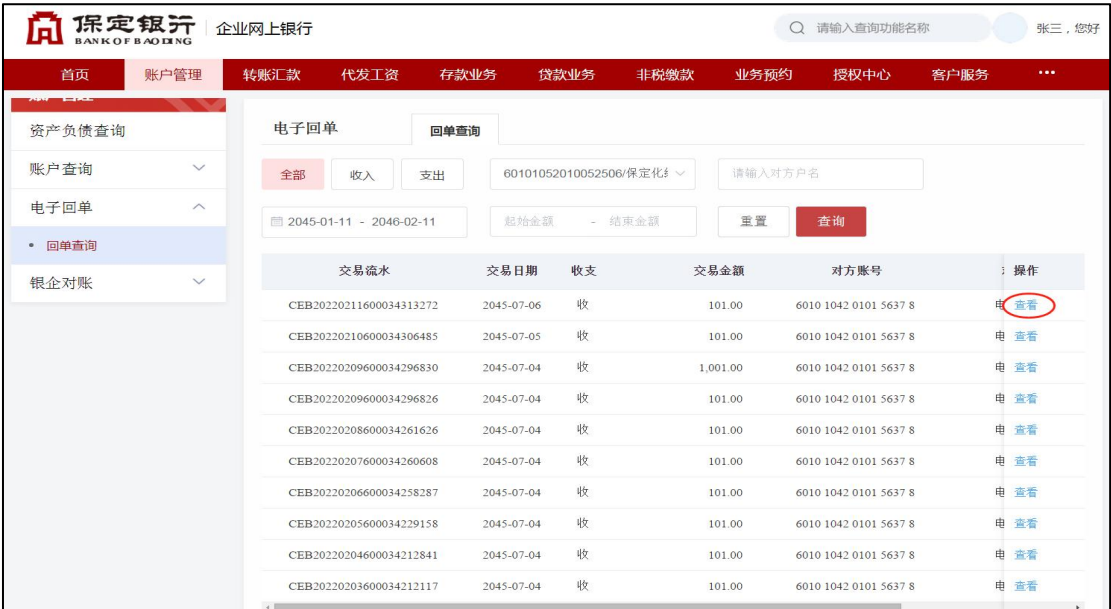 保定银行 企业网上银行 请输入查询功能名称 张三，您好
BANK OF BAODING
首页 账户管理 转账汇款 代发工资 存款业务 贷款业务 非税缴款 业务预约 授权中心 客户服务 •••
资产负债查询
账户查询
电子回单
• 回单查询
银企对账
电子回单 回单查询
全部 收入 支出 60101052010052506/保定化 请输入对方户名
2045-01-11 - 2046-02-11 起始金额 - 结束金额 重置 查询
交易流水 交易日期 收支 交易金额 对方账号 操作
CEB20220211600034313272 2045-07-06 收 101.00 6010 1042 0101 5637 8 电 查看
CEB20220210600034306485 2045-07-05 收 101.00 6010 1042 0101 5637 8 电 查看
CEB20220209600034296830 2045-07-04 收 1,001.00 6010 1042 0101 5637 8 电 查看
CEB20220209600034296826 2045-07-04 收 101.00 6010 1042 0101 5637 8 电 查看
CEB20220208600034261626 2045-07-04 收 101.00 6010 1042 0101 5637 8 电 查看
CEB20220207600034260608 2045-07-04 收 101.00 6010 1042 0101 5637 8 电 查看
CEB20220206600034258287 2045-07-04 收 101.00 6010 1042 0101 5637 8 电 查看
CEB20220205600034229158 2045-07-04 收 101.00 6010 1042 0101 5637 8 电 查看
CEB20220204600034212841 2045-07-04 收 101.00 6010 1042 0101 5637 8 电 查看
CEB20220203600034212117 2045-07-04 收 101.00 6010 1042 0101 5637 8 电 查看